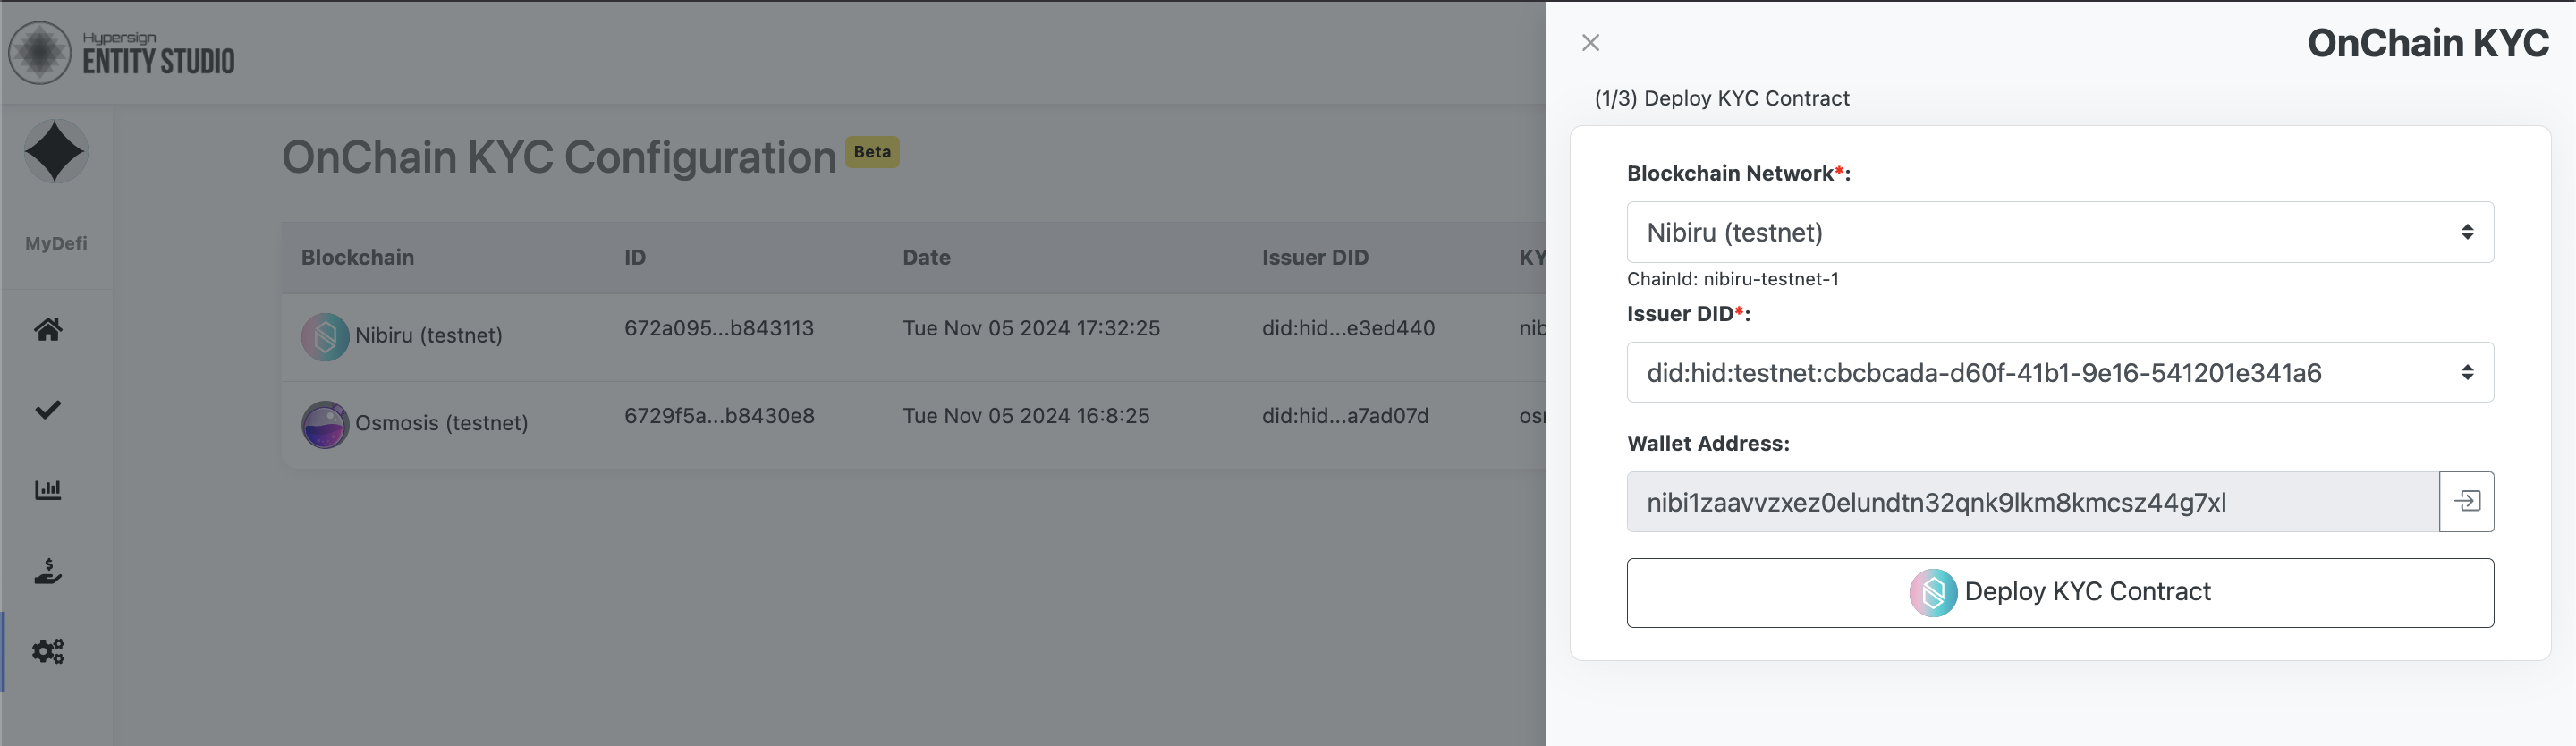 Hypersign
ENTITY STUDIO
MyDefi
OnChain KYC Configuration Beta
Blockchain ID Date Issuer DID KY
Nibiru (testnet) 672a095...b843113 Tue Nov 05 2024 17:32:25 did:hid...e3ed440 nib
Osmosis (testnet) 6729f5a...b8430e8 Tue Nov 05 2024 16:8:25 did:hid...a7ad07d
OnChain KYC
(1/3) Deploy KYC Contract
Blockchain Network*:
Nibiru (testnet)
ChainId: nibiru-testnet-1
Issuer DID*:
did:hid:testnet:cbcbcada-d60f-41b1-9e16-541201e341a6
Wallet Address:
nibi1zaavvzxez0elundtn32qnk9lkm8kmcsz44g7xl
Deploy KYC Contract